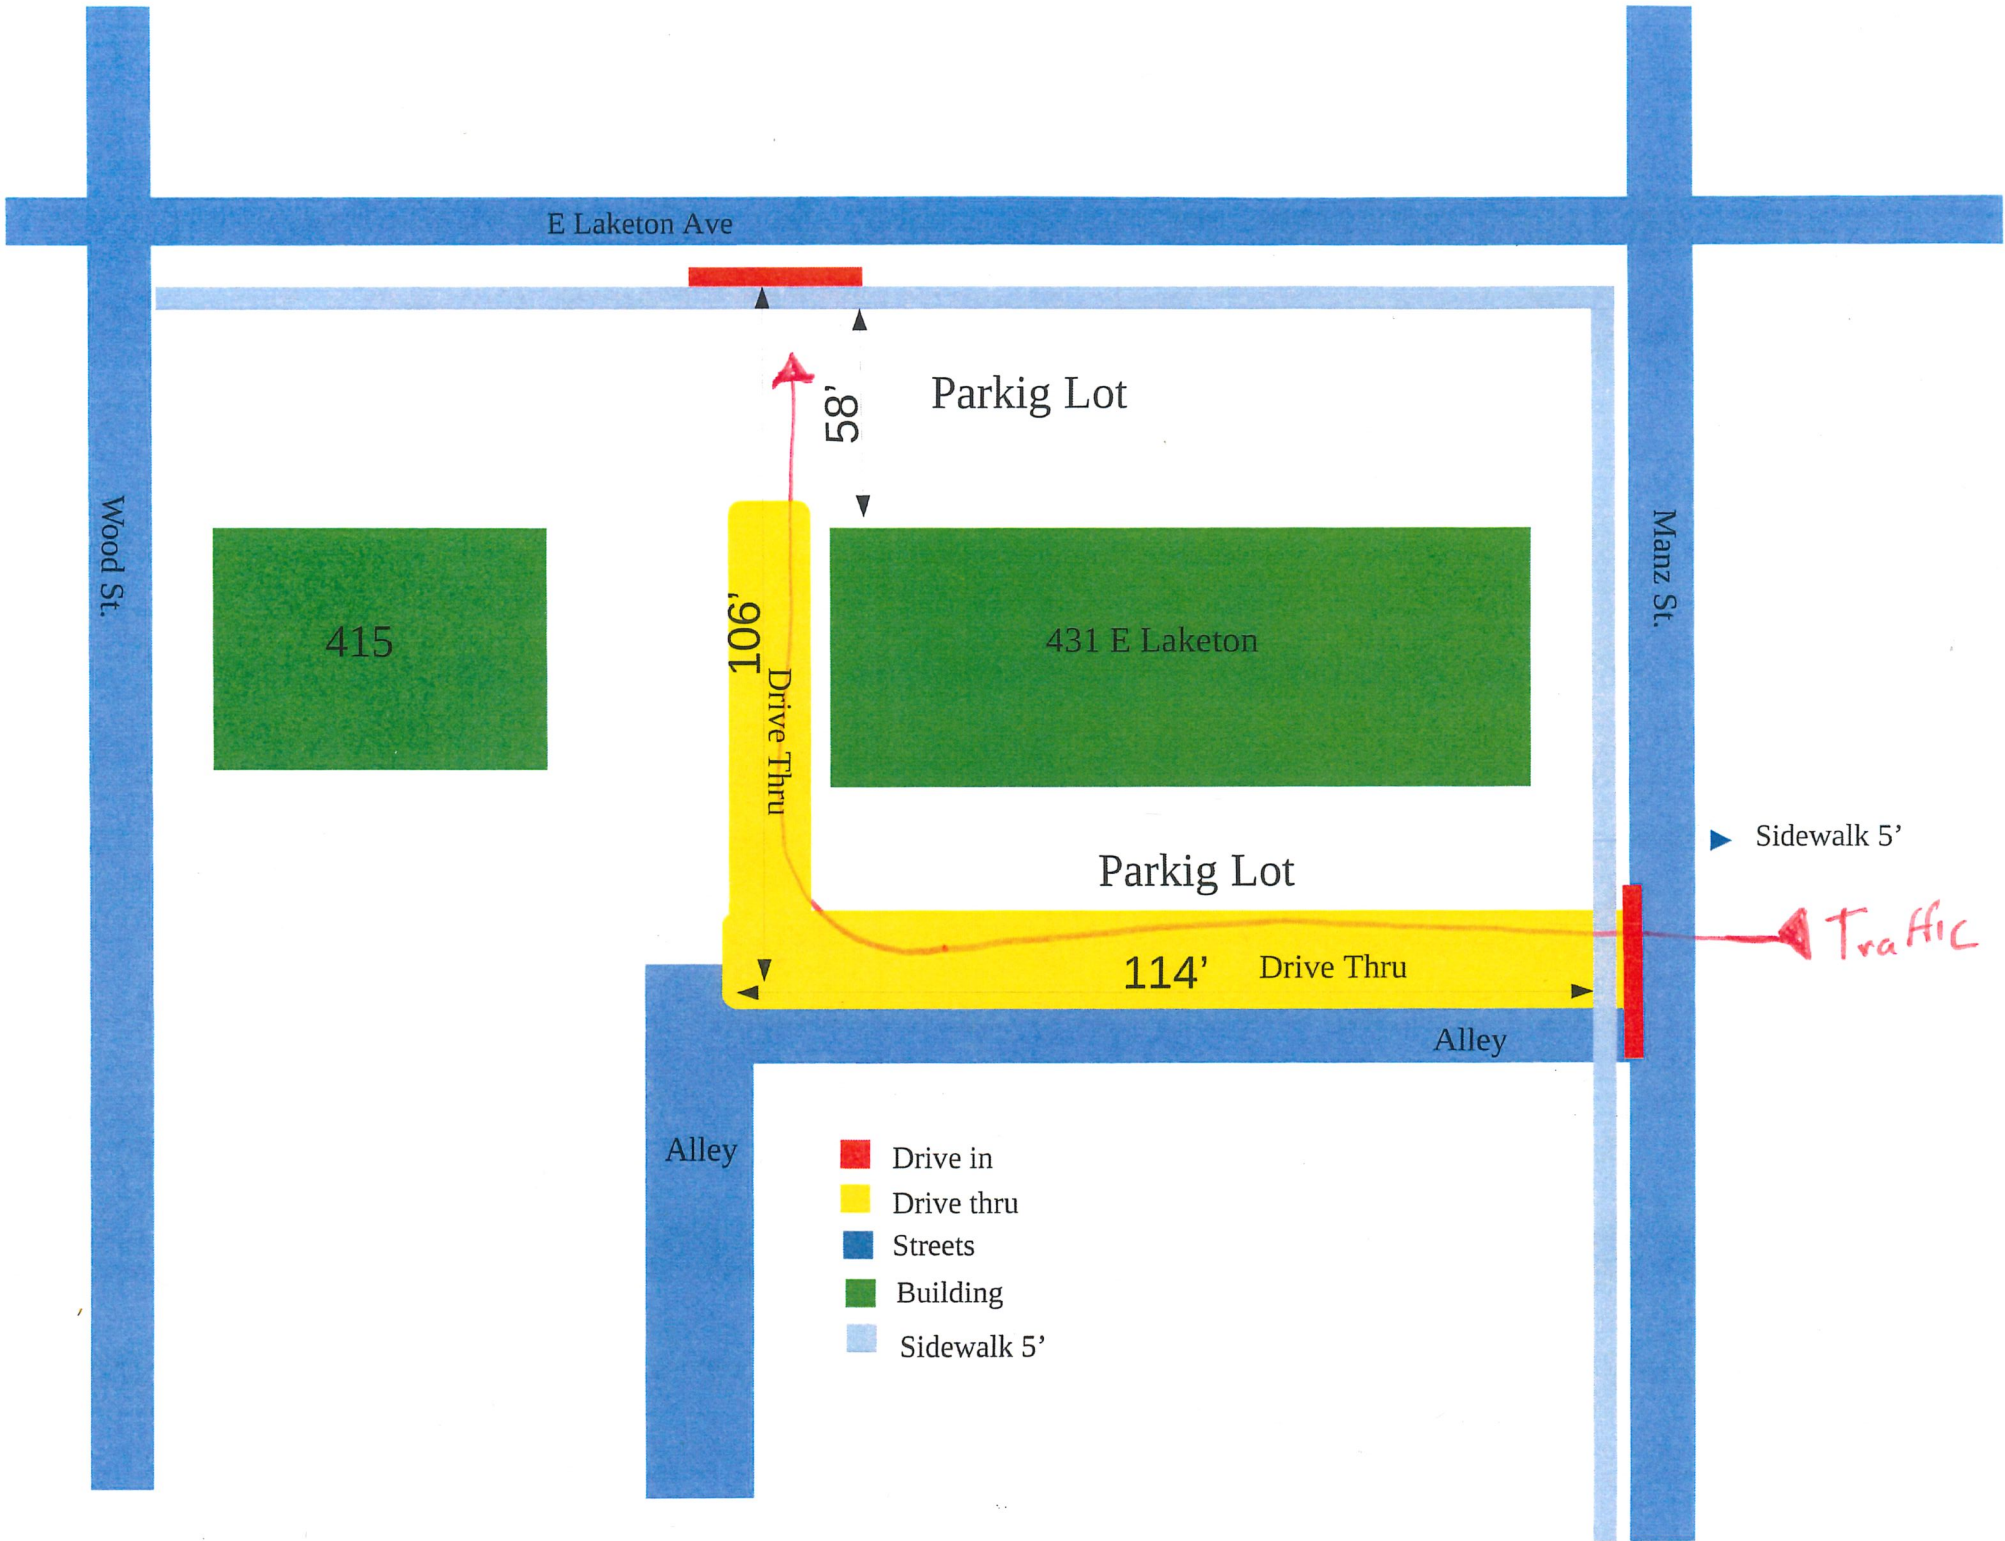 E Laketon Ave
58’
Parkig Lot
Wood St.
Manz St.
415
106’
Drive Thru
431 E Laketon
Sidewalk 5’
Parkig Lot
Traffic
114’ Drive Thru
Alley
Alley
Drive in
Drive thru
Streets
Building
Sidewalk 5’